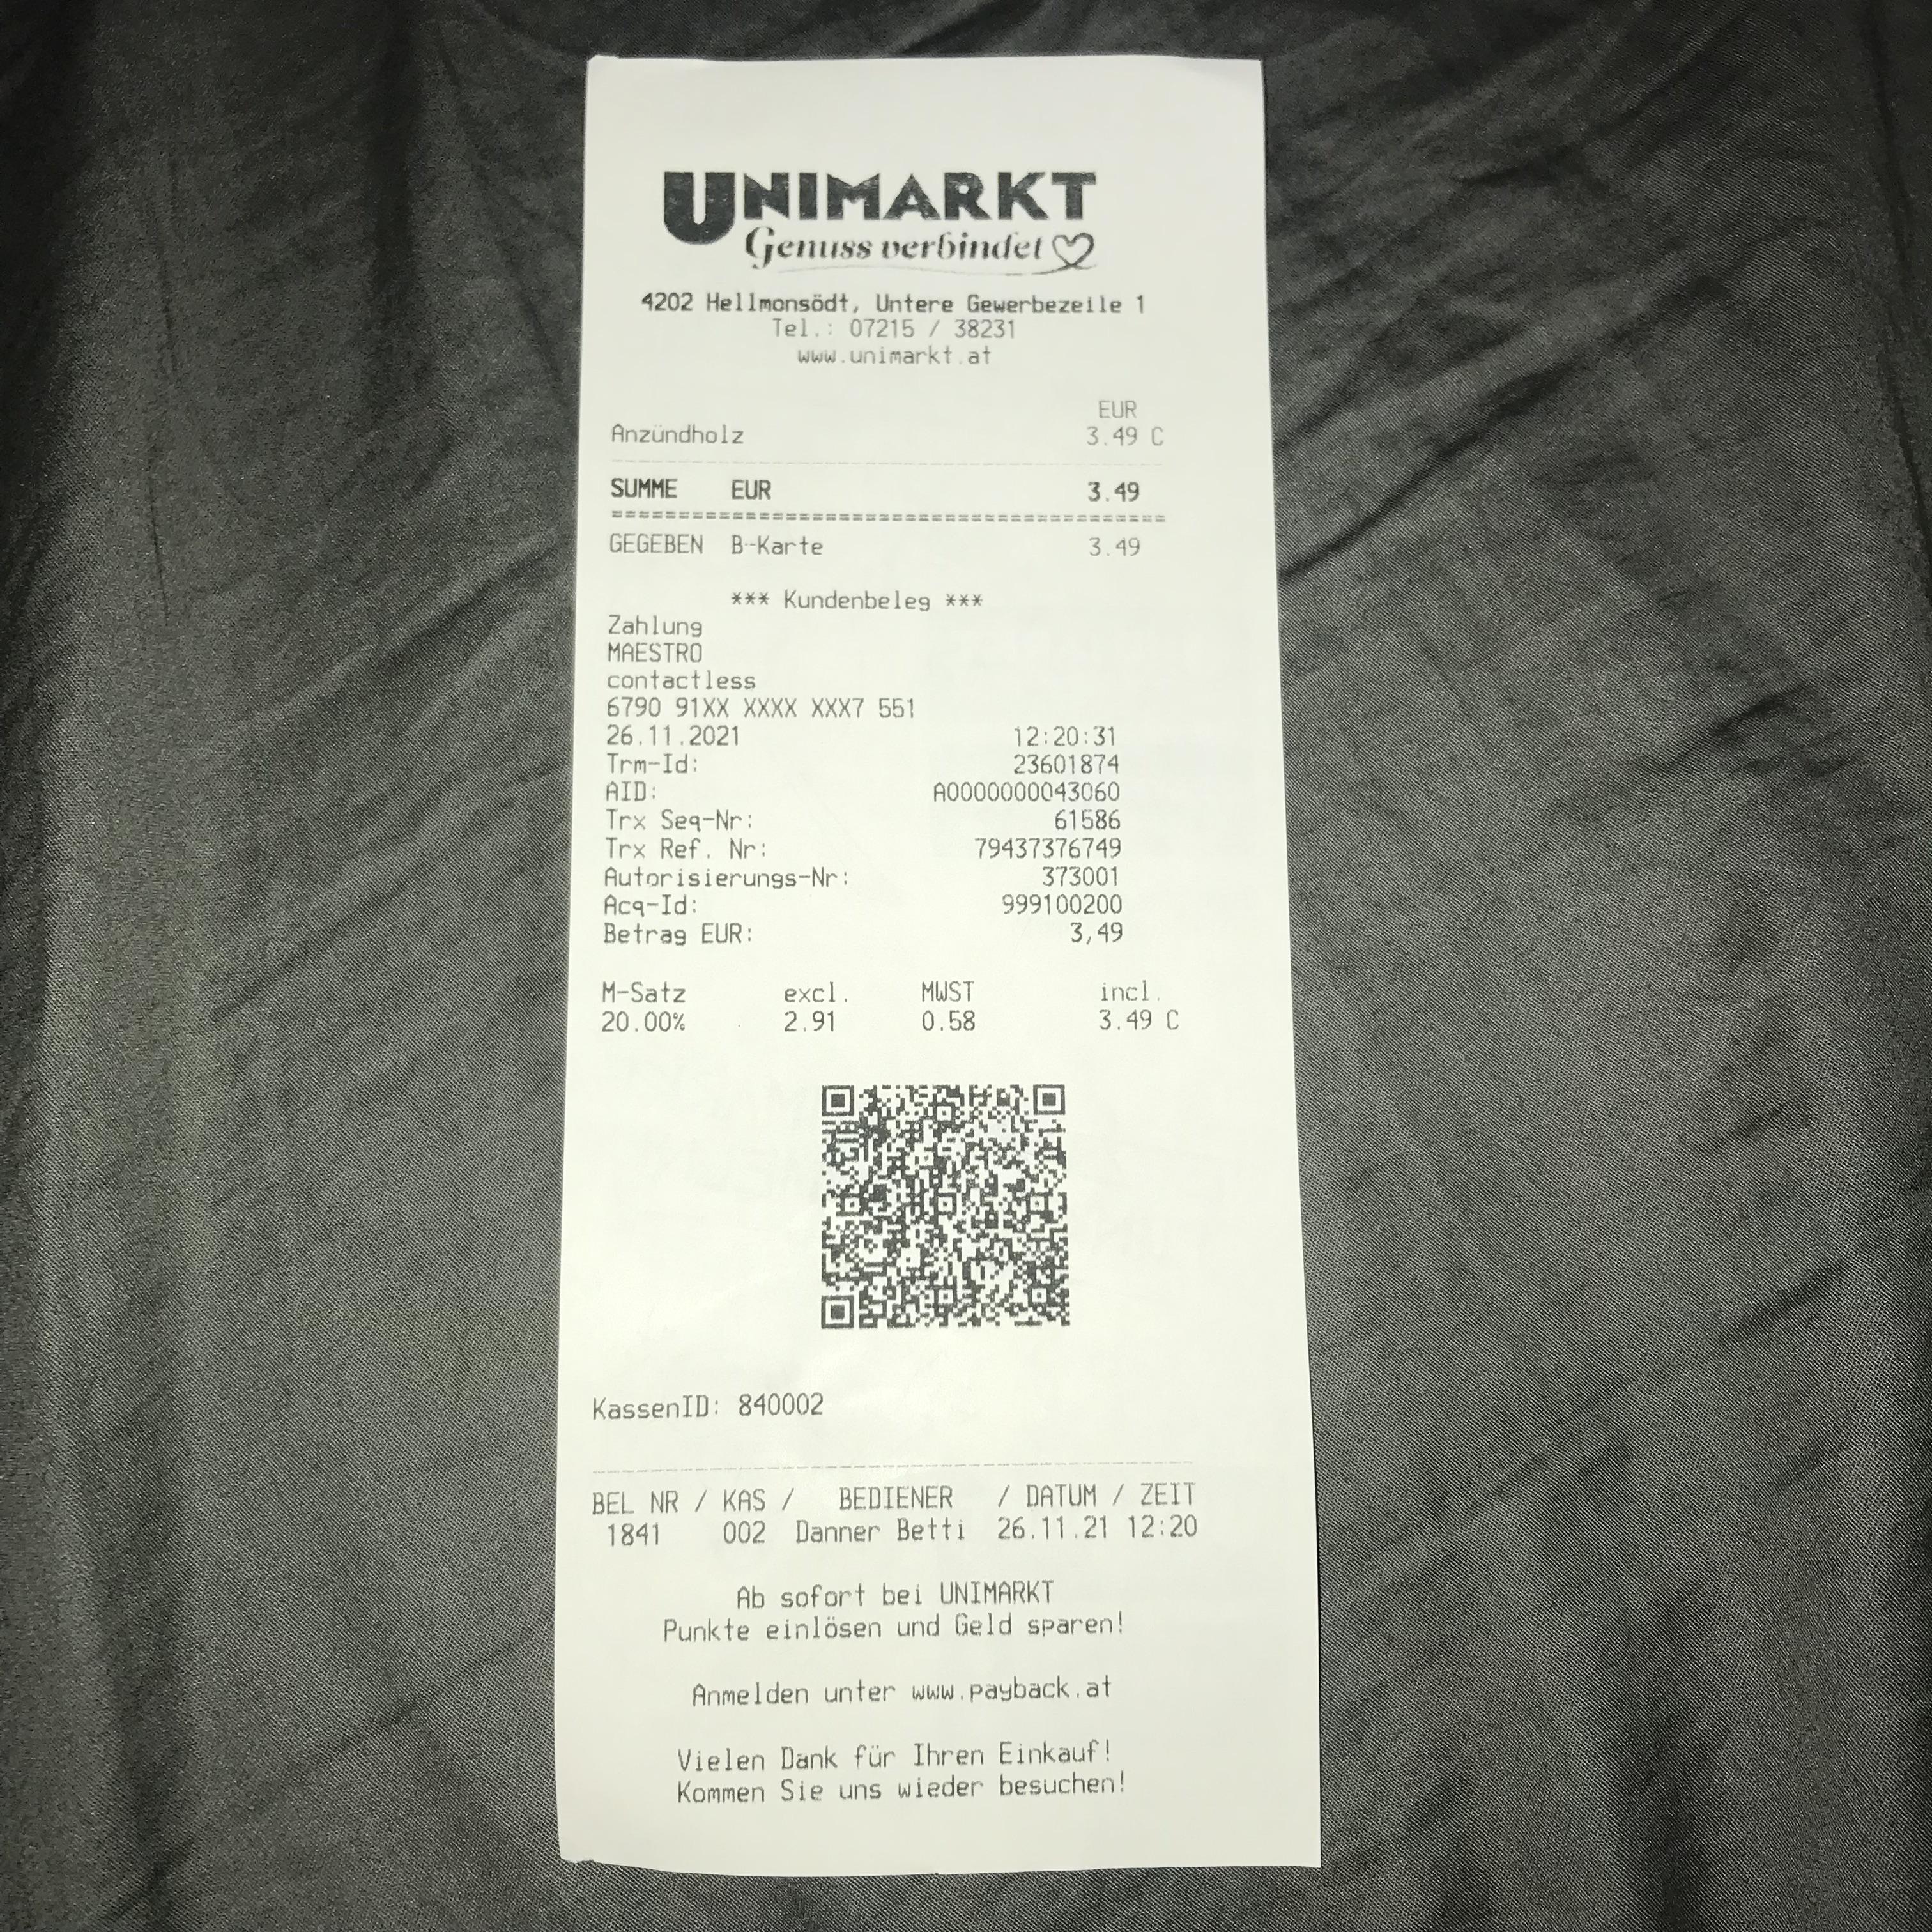 UNIMARKT
Genuss verbindet
4202 Hellmonsödt, Untere Gewerbezeile 1
Tel.: 07215 / 38231
www.unimarkt.at
EUR
Anzündholz 3.49 C
SUMME EUR 3.49
==========================================
GEGEBEN B-Karte 3.49
*** Kundenbeleg ***
Zahlung
MAESTRO
contactless
6790 91XX XXXX XXX7 551
26.11.2021 12:20:31
Trm-Id: 23601874
AID: A0000000043060
Trx Seq-Nr: 61586
Trx Ref. Nr: 79437376749
Autorisierungs-Nr: 373001
Acq-Id: 999100200
Betrag EUR: 3,49
M-Satz excl. MWST incl.
20.00% 2.91 0.58 3.49 C
KassenID: 840002
BEL NR / KAS / BEDIENER / DATUM / ZEIT
1841 002 Danner Betti 26.11.21 12:20
Ab sofort bei UNIMARKT
Punkte einlösen und Geld sparen!
Anmelden unter www.payback.at
Vielen Dank für Ihren Einkauf!
Kommen Sie uns wieder besuchen!